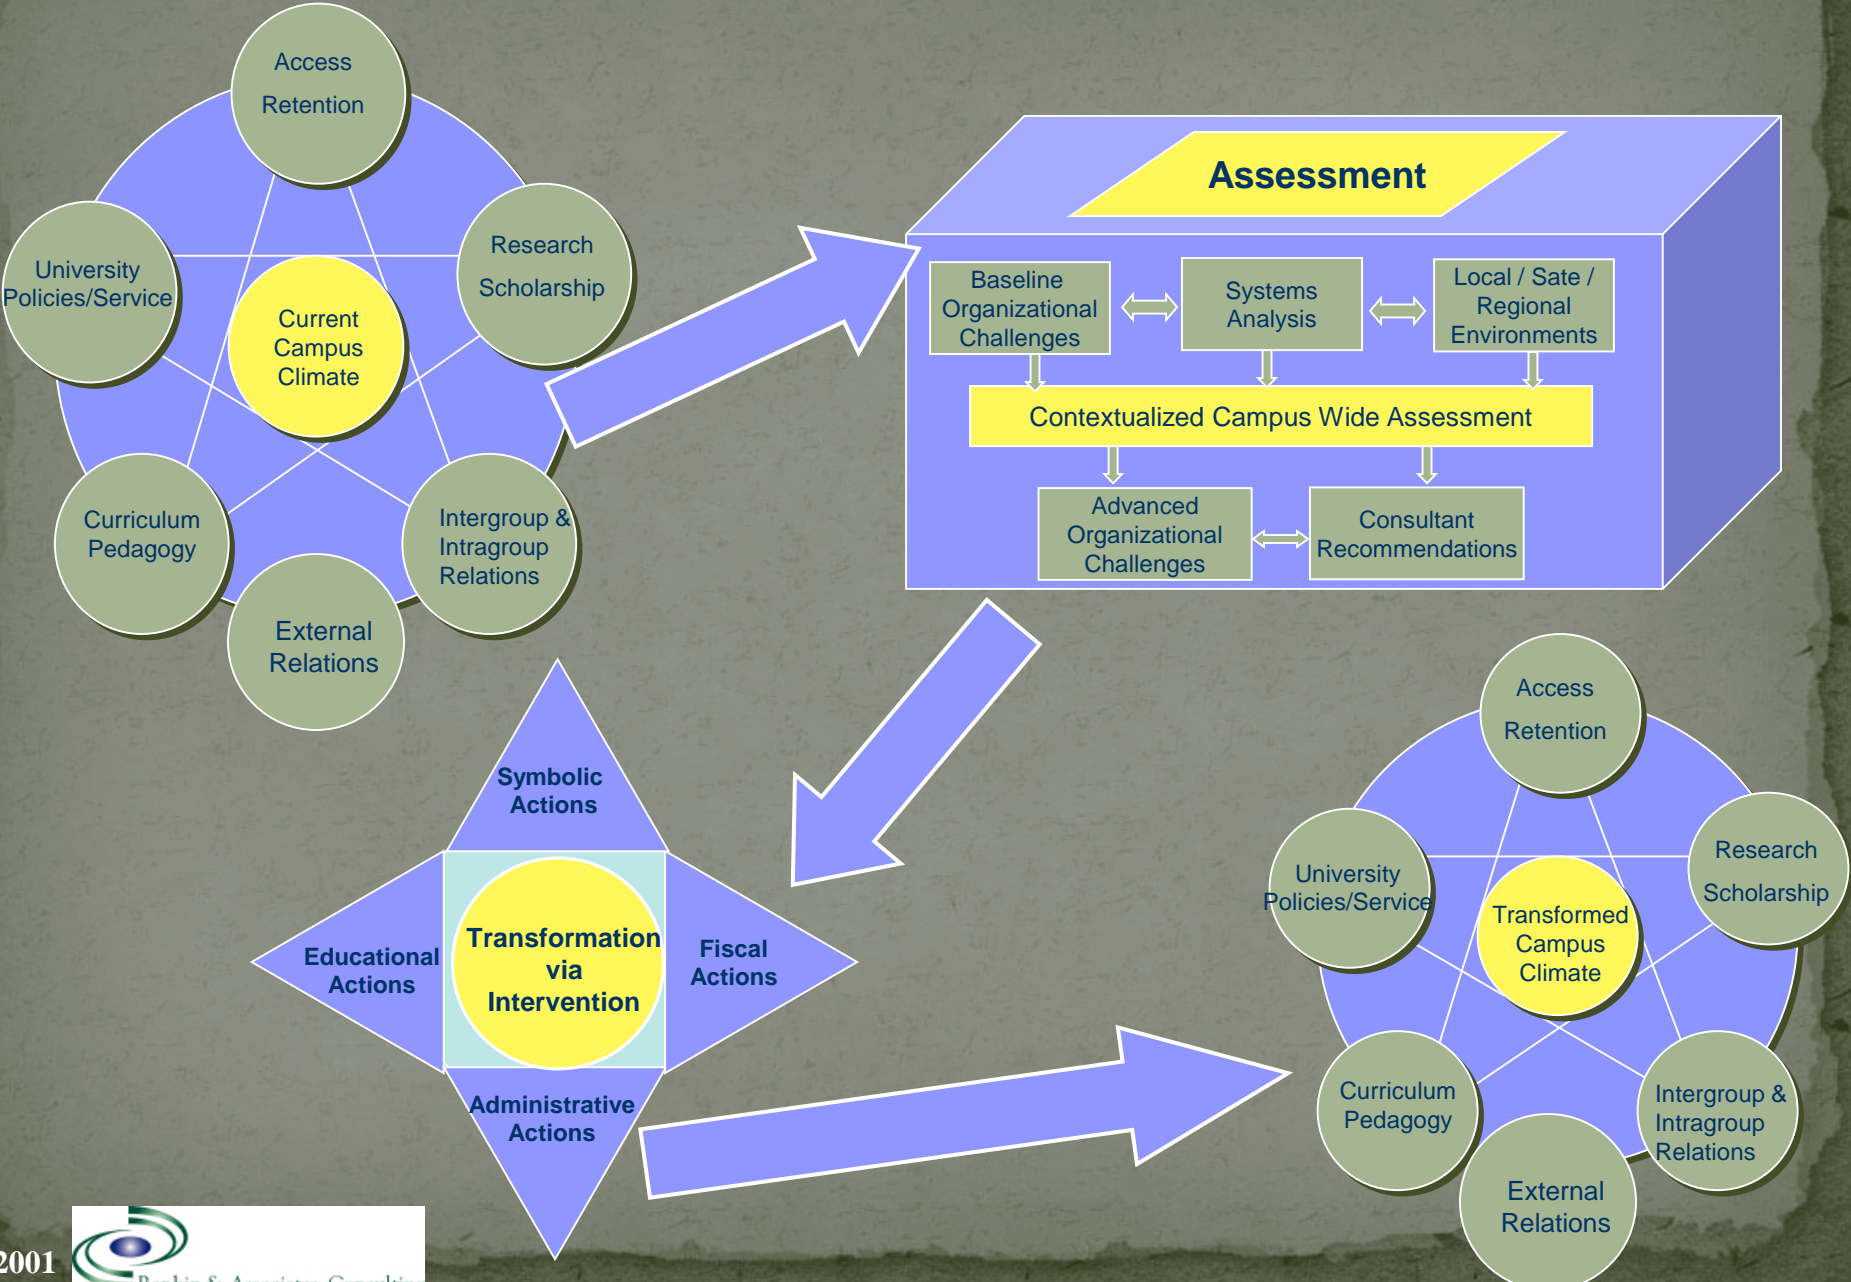 Access
Retention
University
Policies/Service
Research
Scholarship
Current
Campus
Climate
Curriculum
Pedagogy
Intergroup &
Intragroup
Relations
External
Relations
Assessment
Baseline
Organizational
Challenges
Systems
Analysis
Local / Sate /
Regional
Environments
Contextualized Campus Wide Assessment
Advanced
Organizational
Challenges
Consultant
Recommendations
Symbolic
Actions
Educational
Actions
Transformation
via
Intervention
Fiscal
Actions
Administrative
Actions
Access
Retention
University
Policies/Service
Research
Scholarship
Transformed
Campus
Climate
Curriculum
Pedagogy
Intergroup &
Intragroup
Relations
External
Relations
2001
& Associates